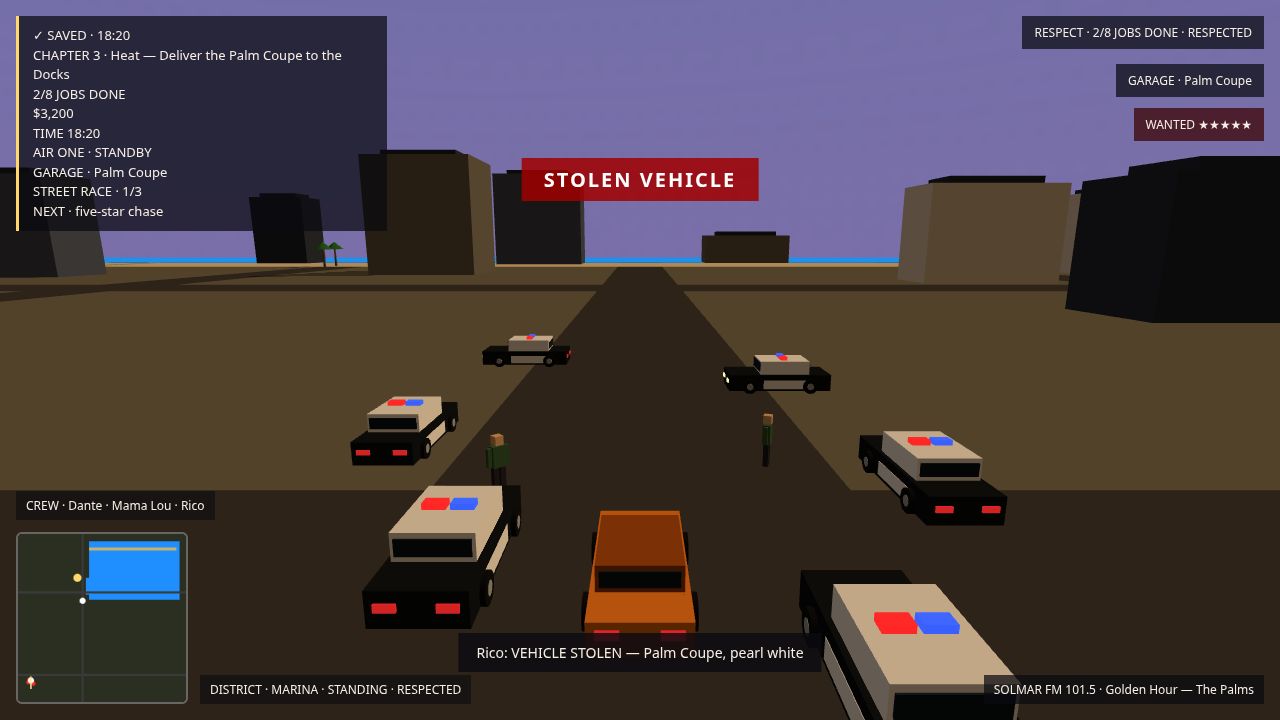 ✓ SAVED · 18:20
CHAPTER 3 · Heat — Deliver the Palm Coupe to the
Docks
2/8 JOBS DONE
$3,200
TIME 18:20
AIR ONE · STANDBY
GARAGE · Palm Coupe
STREET RACE · 1/3
NEXT · five-star chase
RESPECT · 2/8 JOBS DONE · RESPECTED
GARAGE · Palm Coupe
WANTED ★★★★★
STOLEN VEHICLE
CREW · Dante · Mama Lou · Rico
Rico: VEHICLE STOLEN — Palm Coupe, pearl white
DISTRICT · MARINA · STANDING · RESPECTED
SOLMAR FM 101.5 · Golden Hour — The Palms